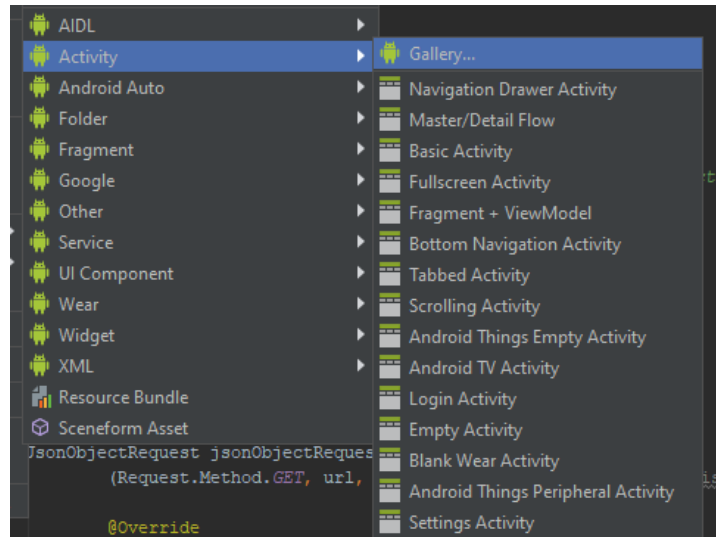 AIDL
Activity
Android Auto
Folder
Fragment
Google
Other
Service
UI Component
Wear
Widget
XML
Resource Bundle
Sceneform Asset
Gallery...
Navigation Drawer Activity
Master/Detail Flow
Basic Activity
Fullscreen Activity
Fragment + ViewModel
Bottom Navigation Activity
Tabbed Activity
Scrolling Activity
Android Things Empty Activity
Android TV Activity
Login Activity
Empty Activity
Blank Wear Activity
Android Things Peripheral Activity
Settings Activity
JsonObjectRequest jsonObjectReques
(Request.Method.GET, url,
@Override